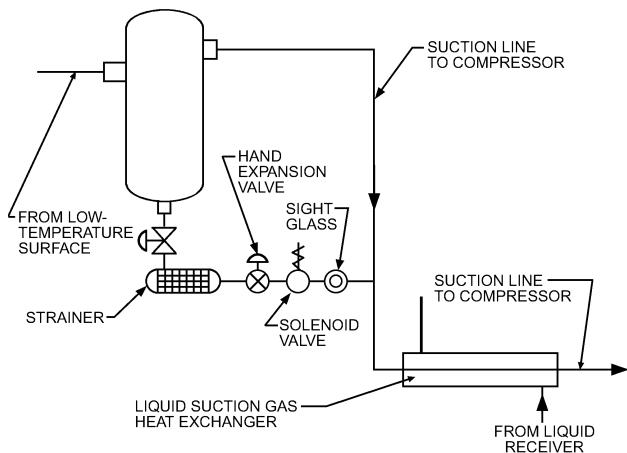 SUCTION LINE
TO COMPRESSOR
HAND
EXPANSION
VALVE
FROM LOW-
TEMPERATURE
SURFACE
SIGHT
GLASS
SUCTION LINE
TO COMPRESSOR
STRAINER
SOLENOID
VALVE
LIQUID SUCTION GAS
HEAT EXCHANGER
FROM LIQUID
RECEIVER